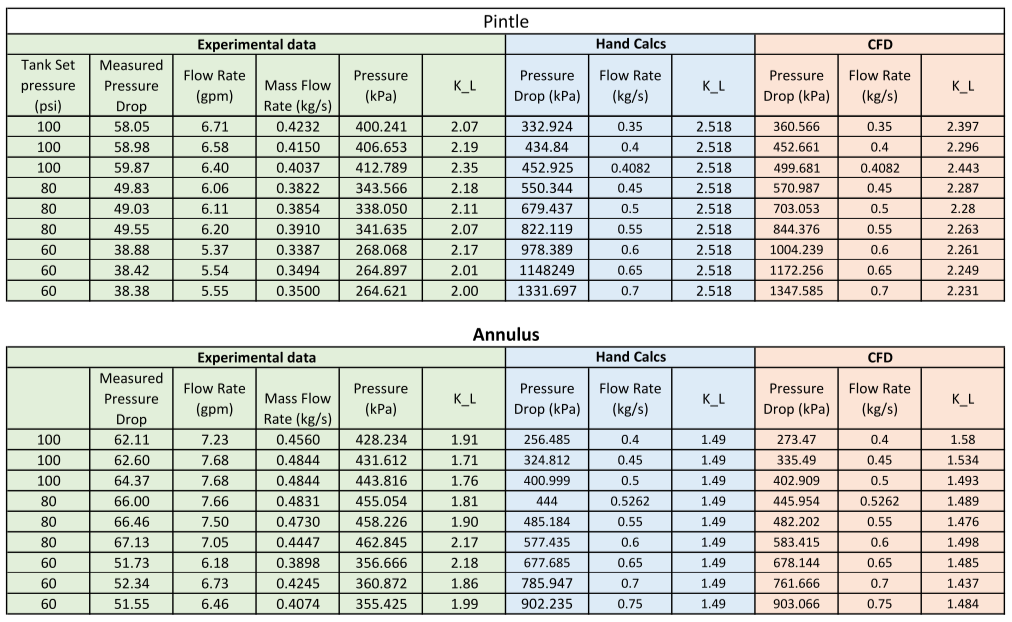 Pintle
Experimental data Hand Calcs CFD
Tank Set pressure (psi) Measured Pressure Drop Flow Rate (gpm) Mass Flow Rate (kg/s) Pressure (kPa) K_L Pressure Drop (kPa) Flow Rate (kg/s) K_L Pressure Drop (kPa) Flow Rate (kg/s) K_L
100 58.05 6.71 0.4232 400.241 2.07 332.924 0.35 2.518 360.566 0.35 2.397
100 58.98 6.58 0.4150 406.653 2.19 434.84 0.4 2.518 452.661 0.4 2.296
100 59.87 6.40 0.4037 412.789 2.35 452.925 0.4082 2.518 499.681 0.4082 2.443
80 49.83 6.06 0.3822 343.566 2.18 550.344 0.45 2.518 570.987 0.45 2.287
80 49.03 6.11 0.3854 338.050 2.11 679.437 0.5 2.518 703.053 0.5 2.28
80 49.55 6.20 0.3910 341.635 2.07 822.119 0.55 2.518 844.376 0.55 2.263
60 38.88 5.37 0.3387 268.068 2.17 978.389 0.6 2.518 1004.239 0.6 2.261
60 38.42 5.54 0.3494 264.897 2.01 1148249 0.65 2.518 1172.256 0.65 2.249
60 38.38 5.55 0.3500 264.621 2.00 1331.697 0.7 2.518 1347.585 0.7 2.231
Annulus
Experimental data Hand Calcs CFD
Measured Pressure Drop Flow Rate (gpm) Mass Flow Rate (kg/s) Pressure (kPa) K_L Pressure Drop (kPa) Flow Rate (kg/s) K_L Pressure Drop (kPa) Flow Rate (kg/s) K_L
100 62.11 7.23 0.4560 428.234 1.91 256.485 0.4 1.49 273.47 0.4 1.58
100 62.60 7.68 0.4844 431.612 1.71 324.812 0.45 1.49 335.49 0.45 1.534
100 64.37 7.68 0.4844 443.816 1.76 400.999 0.5 1.49 402.909 0.5 1.493
80 66.00 7.66 0.4831 455.054 1.81 444 0.5262 1.49 445.954 0.5262 1.489
80 66.46 7.50 0.4730 458.226 1.90 485.184 0.55 1.49 482.202 0.55 1.476
80 67.13 7.05 0.4447 462.845 2.17 577.435 0.6 1.49 583.415 0.6 1.498
60 51.73 6.18 0.3898 356.666 2.18 677.685 0.65 1.49 678.144 0.65 1.485
60 52.34 6.73 0.4245 360.872 1.86 785.947 0.7 1.49 761.666 0.7 1.437
60 51.55 6.46 0.4074 355.425 1.99 902.235 0.75 1.49 903.066 0.75 1.484